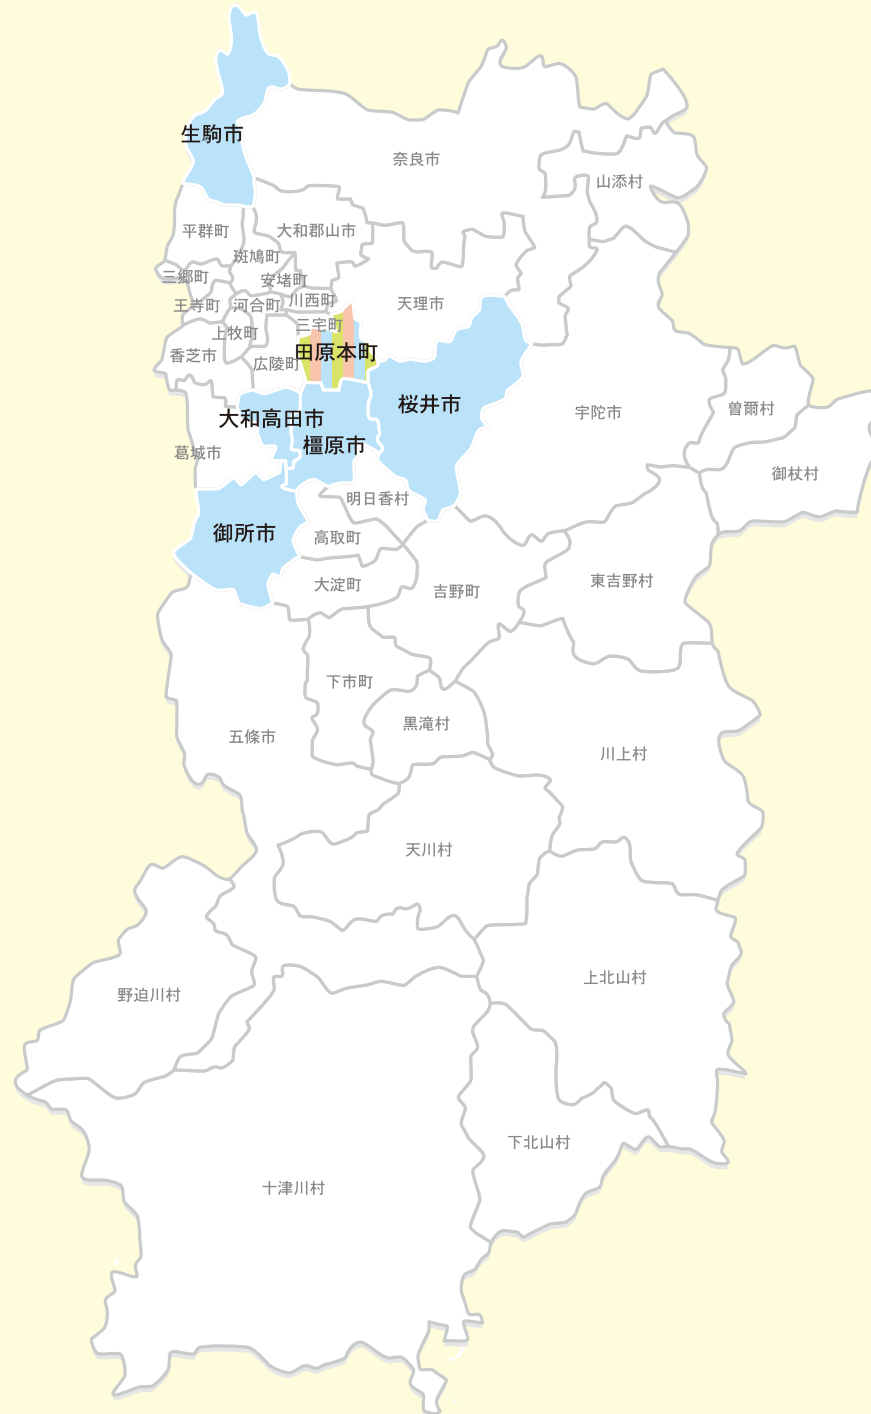 生駒市
奈良市
山添村
平群町
大和郡山市
斑鳩町
三郷町
安堵町
王寺町
河合町
川西町
天理市
上牧町
三宅町
香芝市
広陵町
田原本町
大和高田市
桜井市
宇陀市
曽爾村
橿原市
葛城市
御杖村
明日香村
御所市
高取町
大淀町
吉野町
東吉野村
下市町
黒滝村
五條市
川上村
天川村
上北山村
野迫川村
下北山村
十津川村